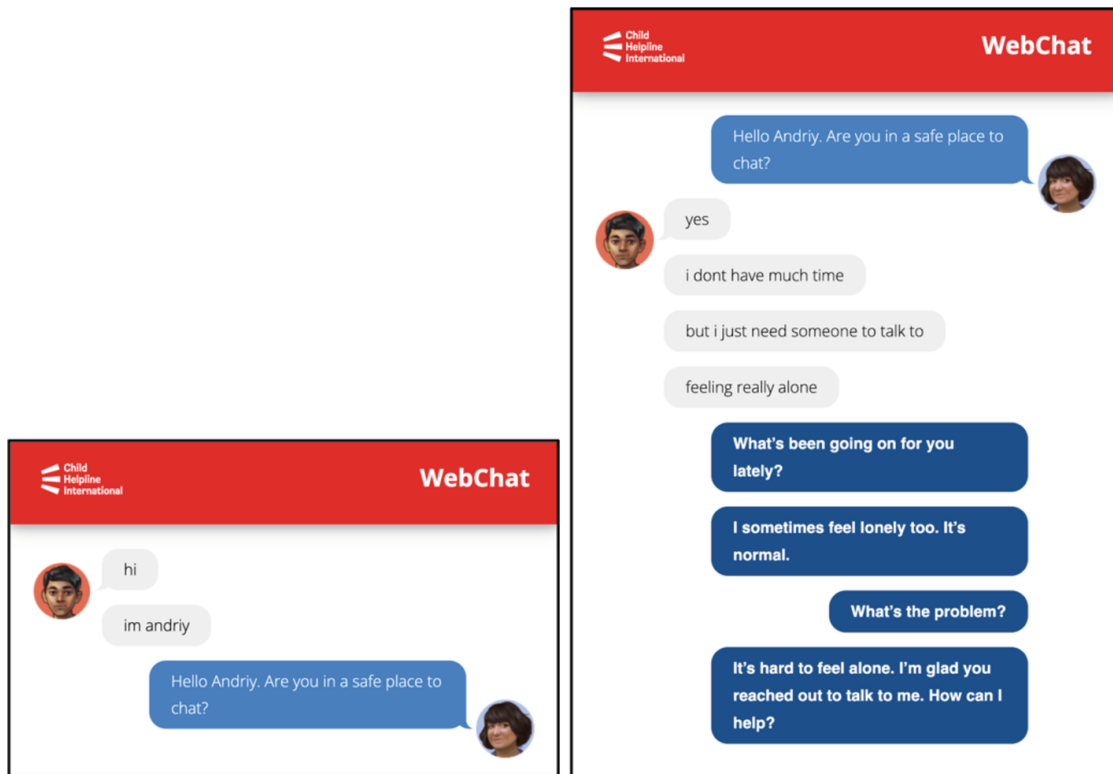 Child
Helpline
International
WebChat
hi
im andriy
Hello Andriy. Are you in a safe place to
chat?
Child
Helpline
International
WebChat
Hello Andriy. Are you in a safe place to
chat?
yes
i dont have much time
but i just need someone to talk to
feeling really alone
What's been going on for you
lately?
I sometimes feel lonely too. It's
normal.
What's the problem?
It's hard to feel alone. I'm glad you
reached out to talk to me. How can I
help?